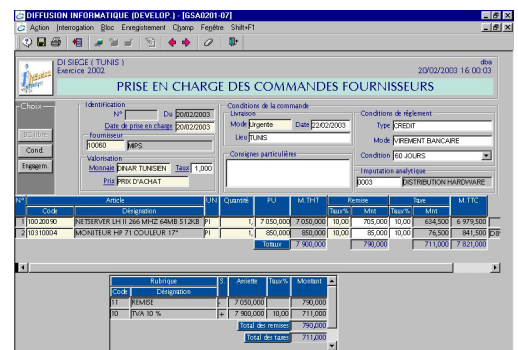 DIFFUSION INFORMATIQUE (DEVELOP.) - [GSA0201-07]
Action Interrogation Bloc Enregistrement Champ Fenêtre Shift+F1
DI SIEGE ( TUNIS )
Exercice 2002
dba
20/02/2003 16:00:03
PRISE EN CHARGE DES COMMANDES FOURNISSEURS
Choix
BC libre
Cond.
Engagem.
Identification
N° Du 20/02/2003
Date de prise en charge 20/02/2003
Fournisseur
10060 MIPS
Valorisation
Monnaie DINAR TUNISIEN Taux 1,000
Prix PRIX D'ACHAT
Conditions de la commande
Livraison
Mode Urgente Date 22/02/2003
Lieu TUNIS
Consignes particulières
Conditions de règlement
Type CREDIT
Mode VIREMENT BANCAIRE
Condition 60 JOURS
Imputation analytique
0003 DISTRIBUTION HARDWARE
N° Article UN Quantité PU M.THT Remise Taxe M.TTC
Code Désignation Taux% Mnt Taux% Mnt
1 10020090 NETSERVER LH II 266 MHZ 64MB 512KB PI 1, 7 050,000 7 050,000 10,00 705,000 10,00 634,500 6 979,500
2 10310004 MONITEUR HP 71 COULEUR 17" PI 1, 850,000 850,000 10,00 85,000 10,00 76,500 841,500
Totaux 7 900,000 790,000 711,000 7 821,000
Rubrique S. Assiette Taux% Montant
Code Désignation
11 REMISE - 7 050,000 790,000
10 TVA 10 % + 7 900,000 10,00 711,000
Total des remises 790,000
Total des taxes 711,000